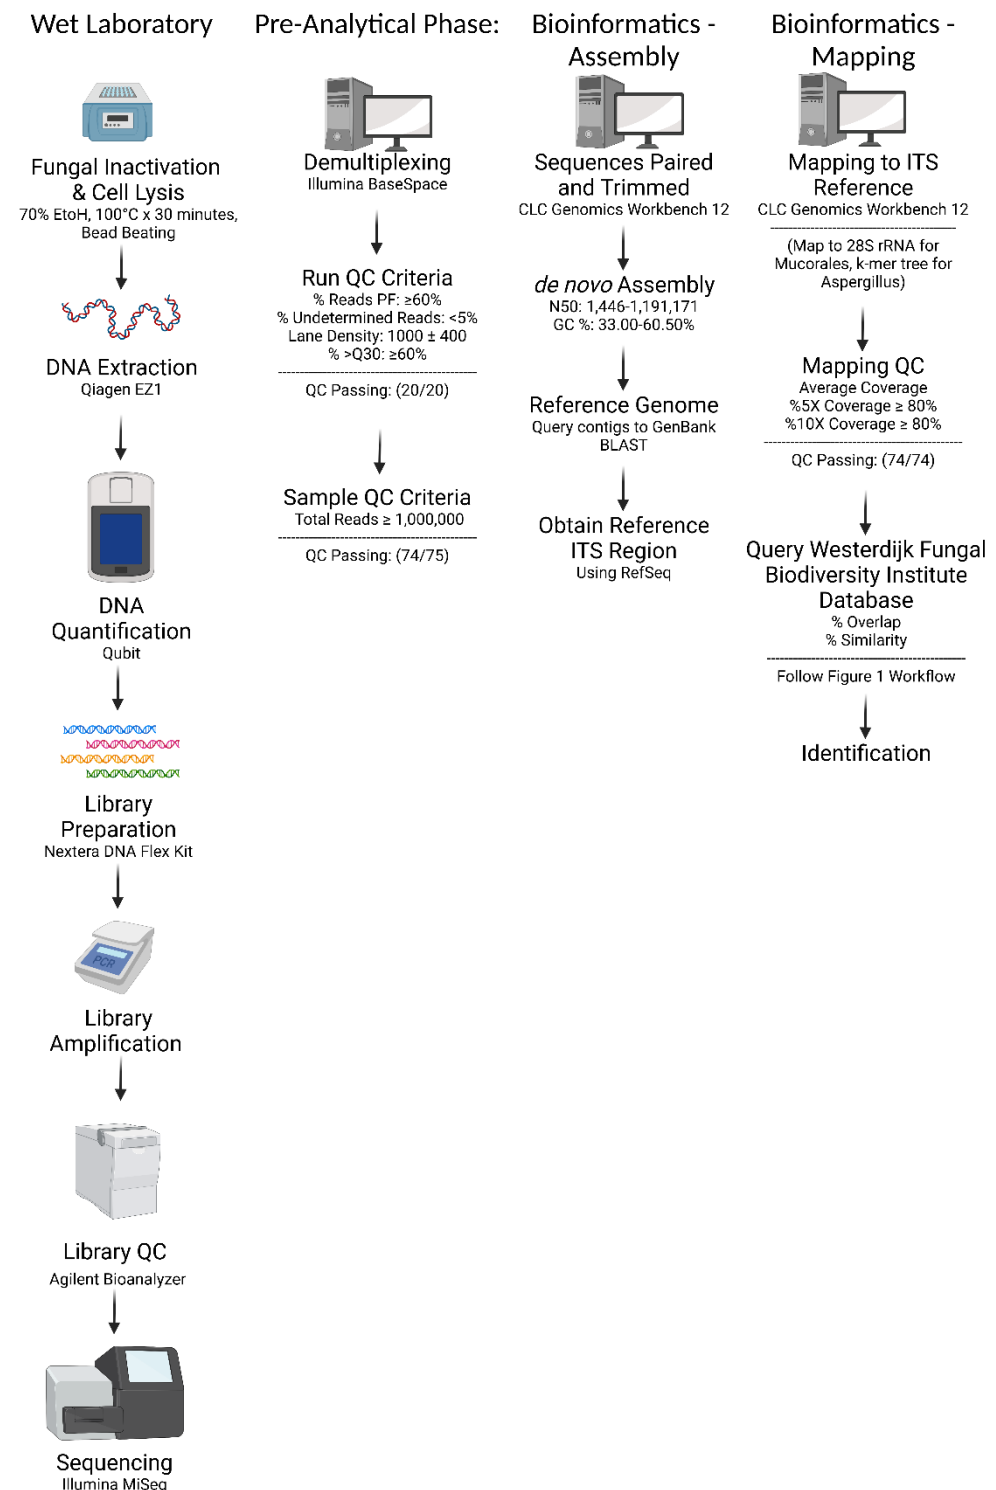 Wet Laboratory
Fungal Inactivation
& Cell Lysis
70% EtoH, 100°C x 30 minutes,
Bead Beating
DNA Extraction
Qiagen EZ1
DNA
Quantification
Qubit
Library
Preparation
Nextera DNA Flex Kit
PCR
Library
Amplification
Library QC
Agilent Bioanalyzer
Sequencing
Illumina MiSeq
Pre-Analytical Phase:
Demultiplexing
Illumina BaseSpace
Run QC Criteria
% Reads PF: ≥60%
% Undetermined Reads: <5%
Lane Density: 1000 ± 400
% >Q30: ≥60%
QC Passing: (20/20)
Sample QC Criteria
Total Reads ≥ 1,000,000
QC Passing: (74/75)
Bioinformatics -
Assembly
Sequences Paired
and Trimmed
CLC Genomics Workbench 12
de novo Assembly
N50: 1,446-1,191,171
GC %: 33.00-60.50%
Reference Genome
Query contigs to GenBank
BLAST
Obtain Reference
ITS Region
Using RefSeq
Bioinformatics -
Mapping
Mapping to ITS
Reference
CLC Genomics Workbench 12
(Map to 28S rRNA for
Mucorales, k-mer tree for
Aspergillus)
Mapping QC
Average Coverage
%5X Coverage ≥ 80%
%10X Coverage ≥ 80%
QC Passing: (74/74)
Query Westerdijk Fungal
Biodiversity Institute
Database
% Overlap
% Similarity
Follow Figure 1 Workflow
Identification